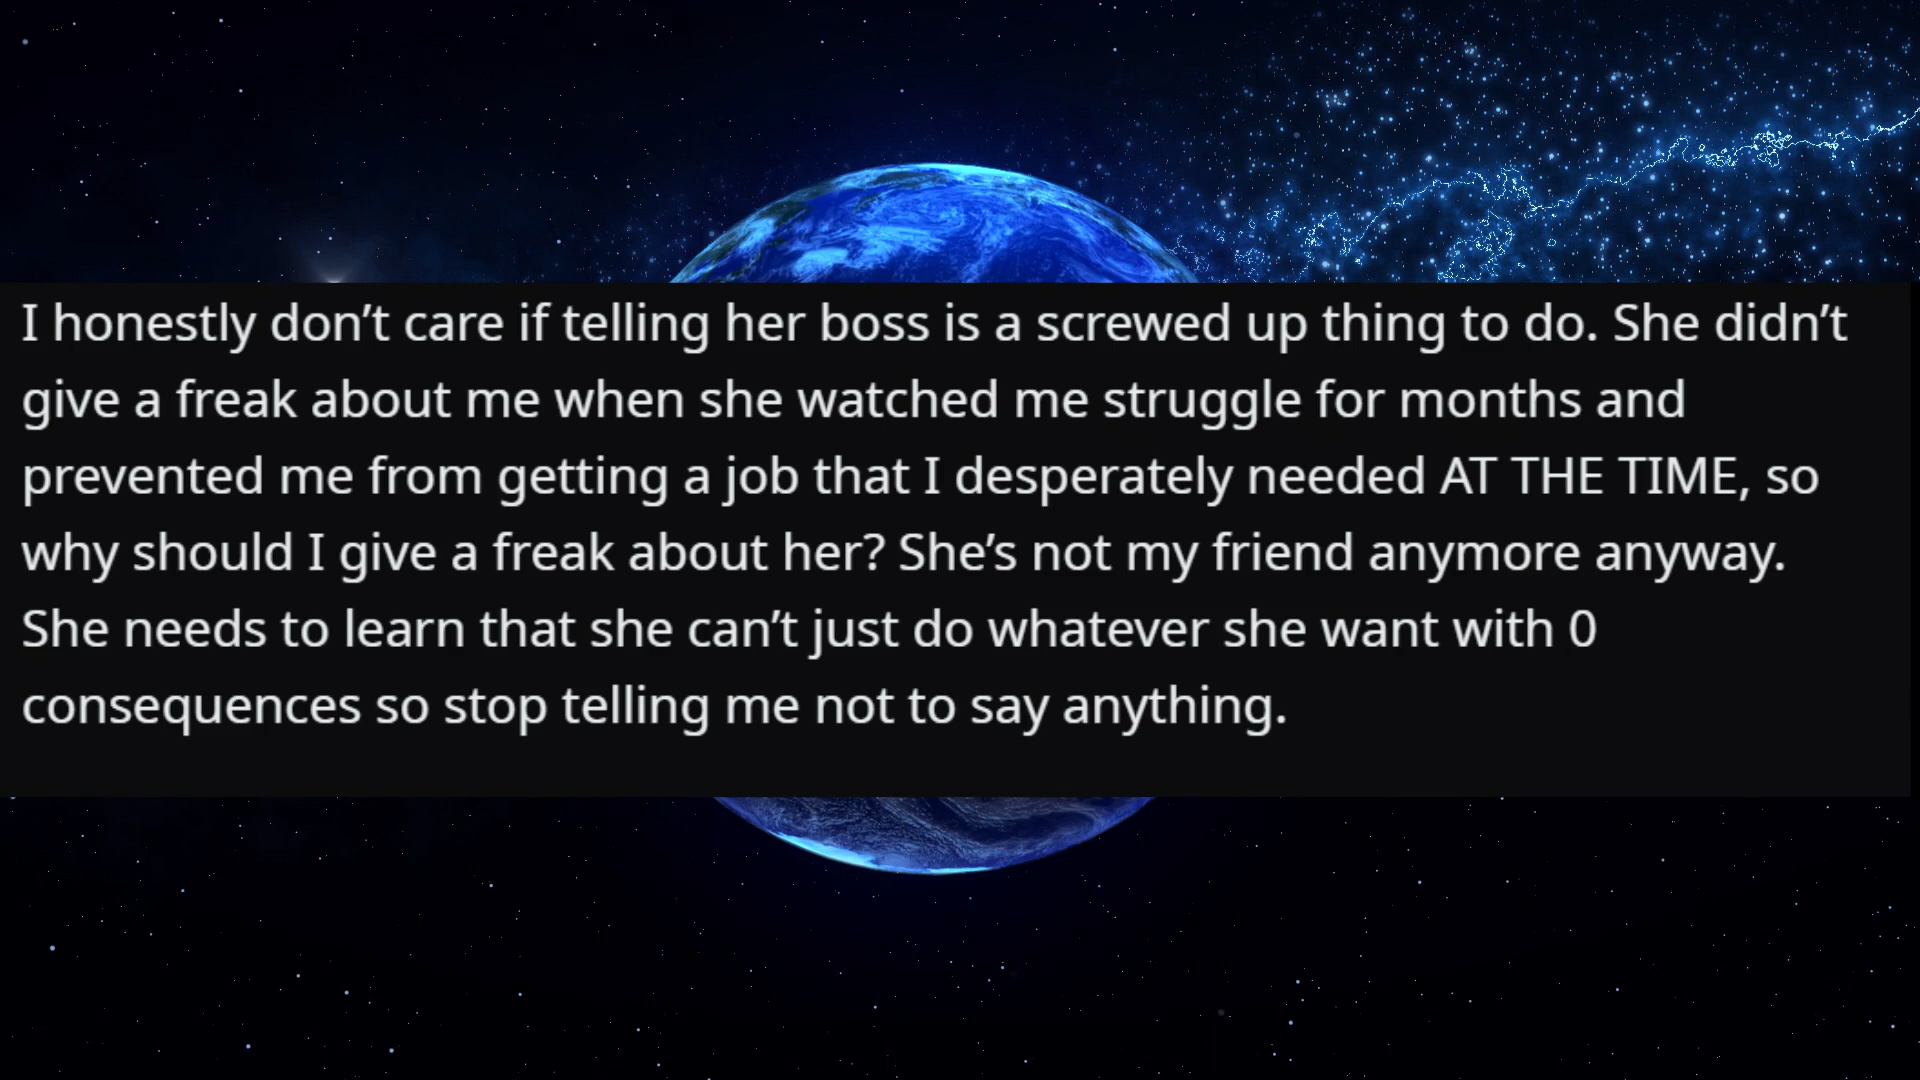 I honestly don’t care if telling her boss is a screwed up thing to do. She didn’t
give a freak about me when she watched me struggle for months and
prevented me from getting a job that I desperately needed AT THE TIME, so
why should I give a freak about her? She’s not my friend anymore anyway.
She needs to learn that she can’t just do whatever she want with 0
consequences so stop telling me not to say anything.